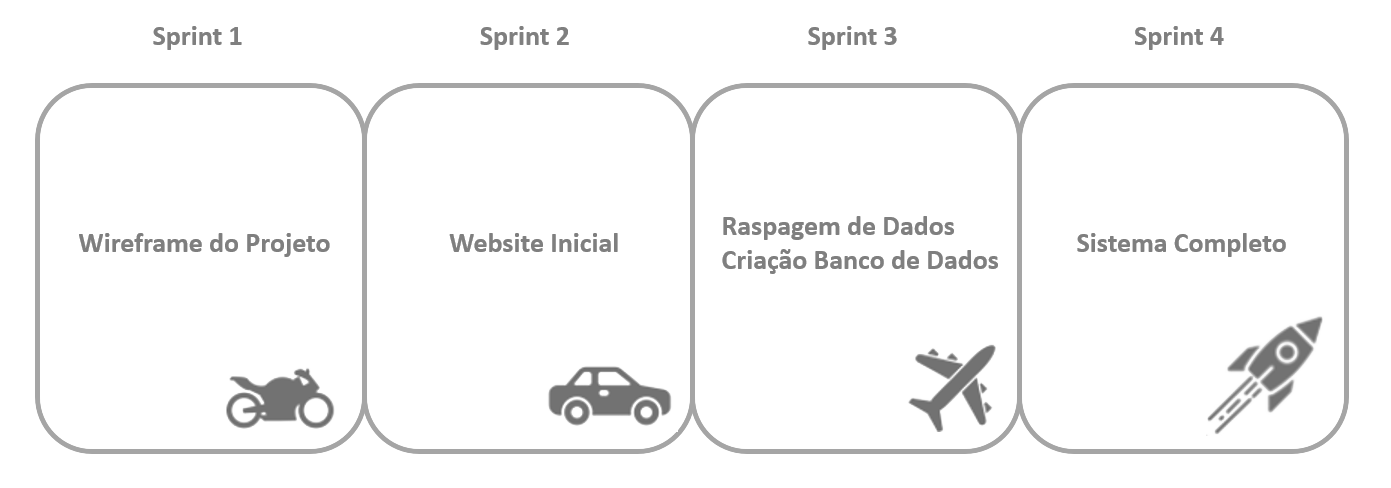 Sprint 1
Sprint 2
Sprint 3
Sprint 4
Wireframe do Projeto
Website Inicial
Raspagem de Dados
Criação Banco de Dados
Sistema Completo